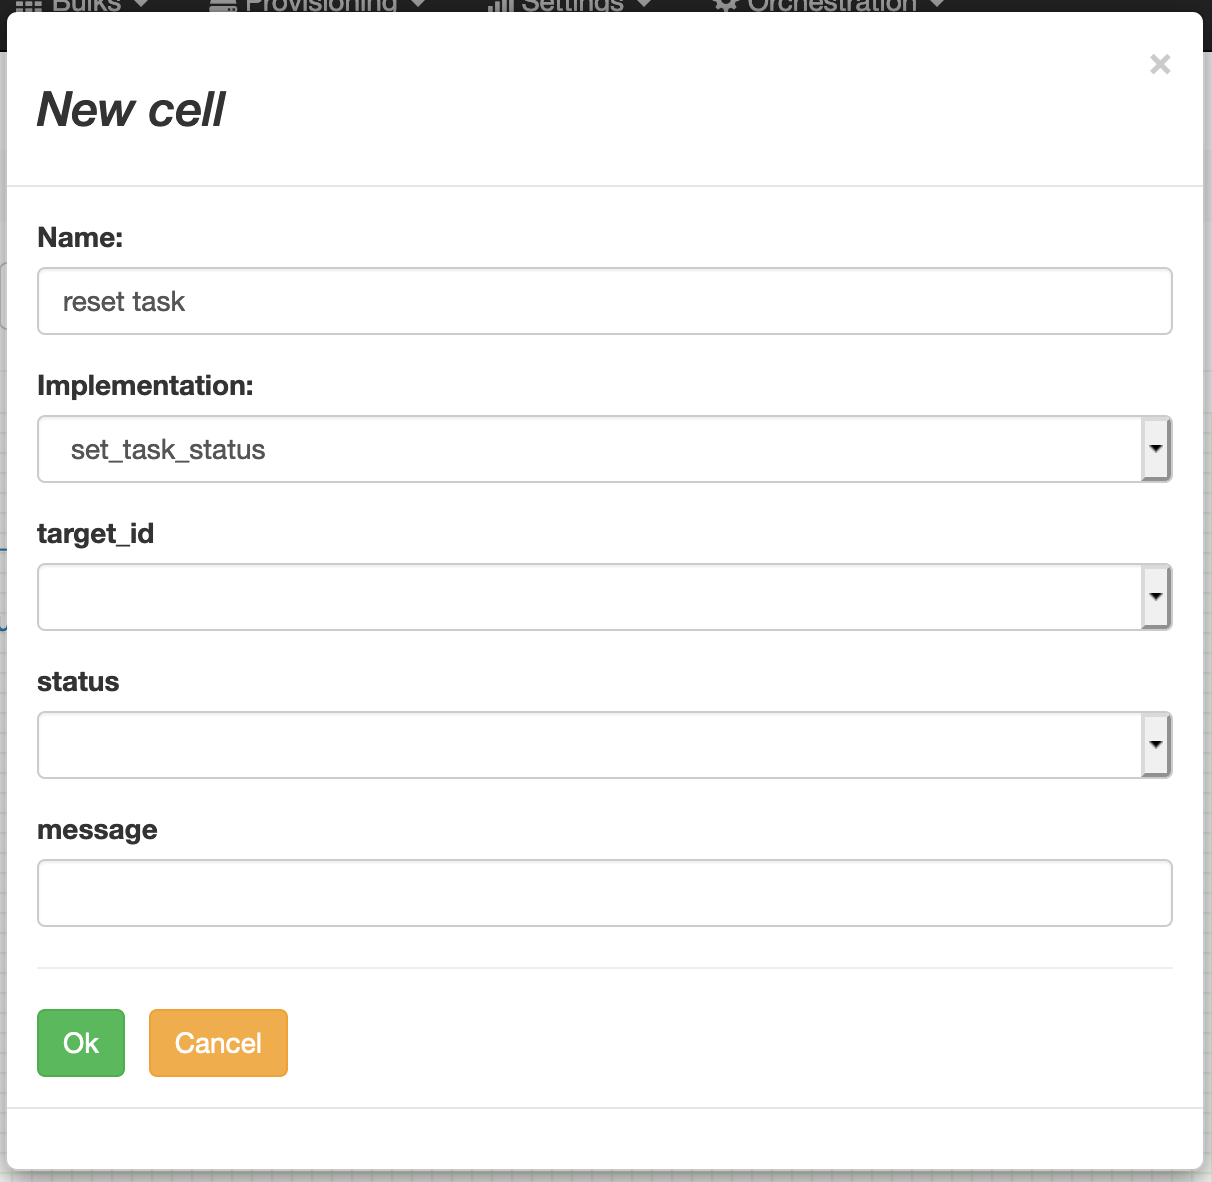 Bulks Provisioning Settings Orchestration
×
New cell
Name:
reset task
Implementation:
set_task_status
target_id
status
message
Ok Cancel